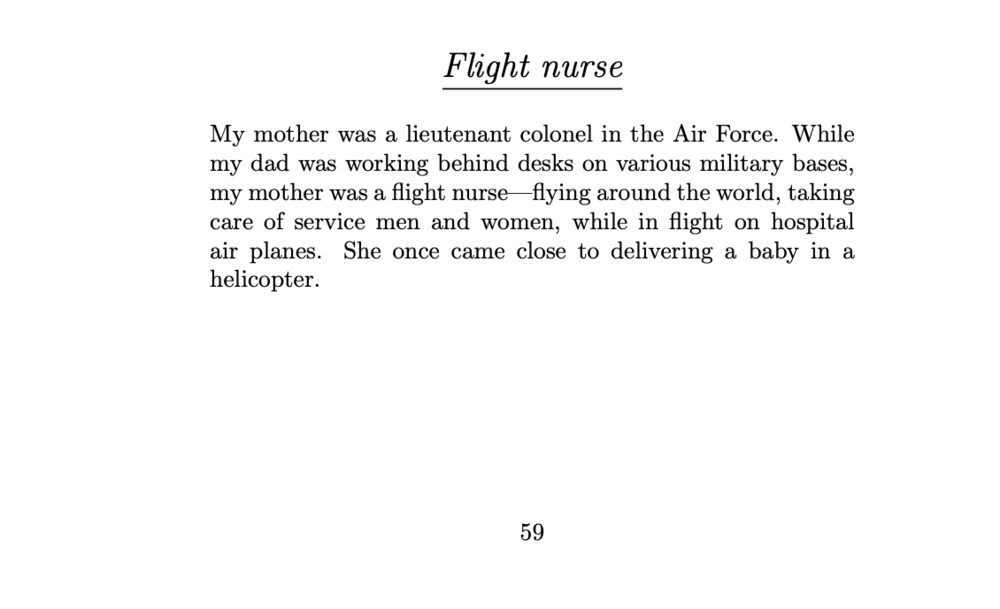 Flight nurse
My mother was a lieutenant colonel in the Air Force. While
my dad was working behind desks on various military bases,
my mother was a flight nurse—flying around the world, taking
care of service men and women, while in flight on hospital
air planes. She once came close to delivering a baby in a
helicopter.
59